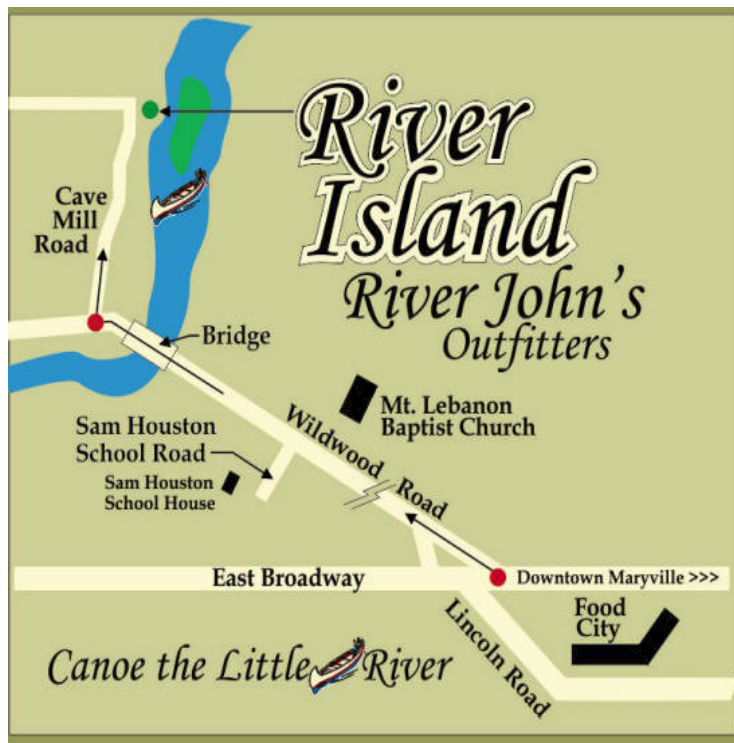 River
Island
River John's
Outfitters
Cave
Mill
Road
Bridge
Mt. Lebanon
Baptist Church
Sam Houston
School Road
Wildwood Road
Sam Houston
School House
East Broadway
Downtown Maryville >>>
Food
City
Lincoln Road
Canoe the Little River